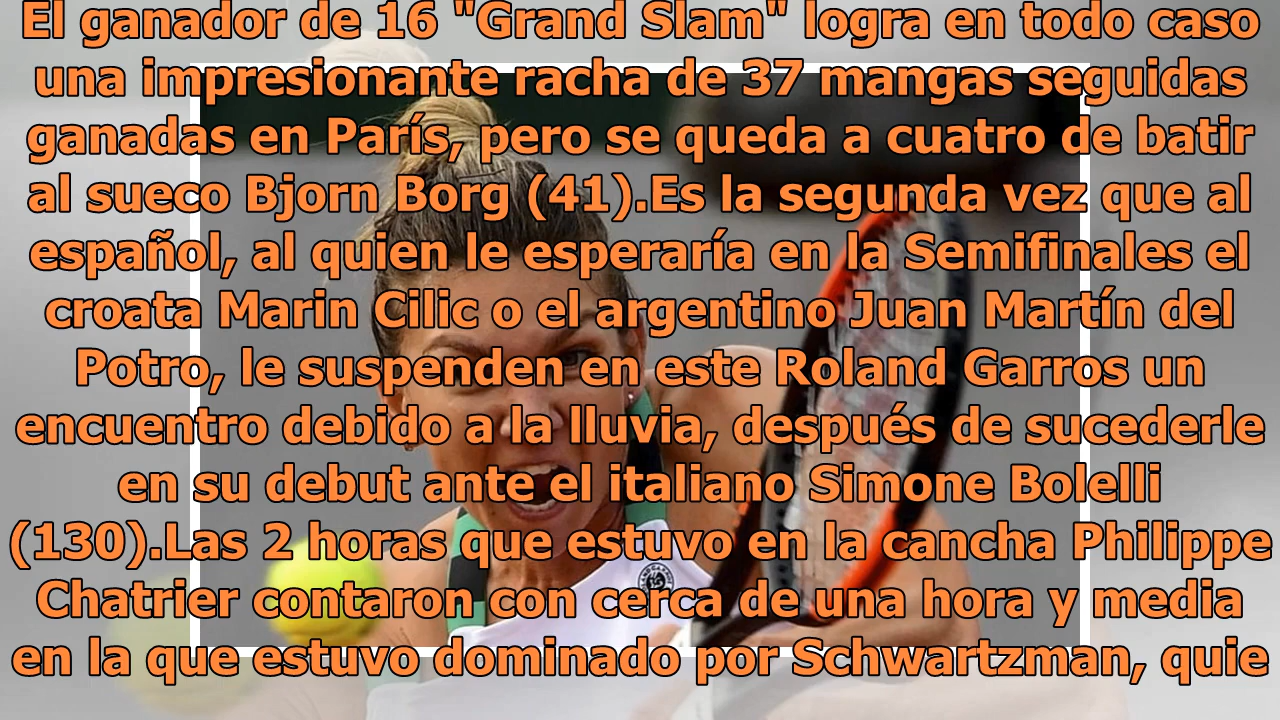 El ganador de 16 "Grand Slam" logra en todo caso
una impresionante racha de 37 mangas seguidas
ganadas en París, pero se queda a cuatro de batir
al sueco Bjorn Borg (41).Es la segunda vez que al
español, al quien le esperaría en la Semifinales el
croata Marin Cilic o el argentino Juan Martín del
Potro, le suspenden en este Roland Garros un
encuentro debido a la lluvia, después de sucederle
en su debut ante el italiano Simone Bolelli
(130).Las 2 horas que estuvo en la cancha Philippe
Chatrier contaron con cerca de una hora y media
en la que estuvo dominado por Schwartzman, quie